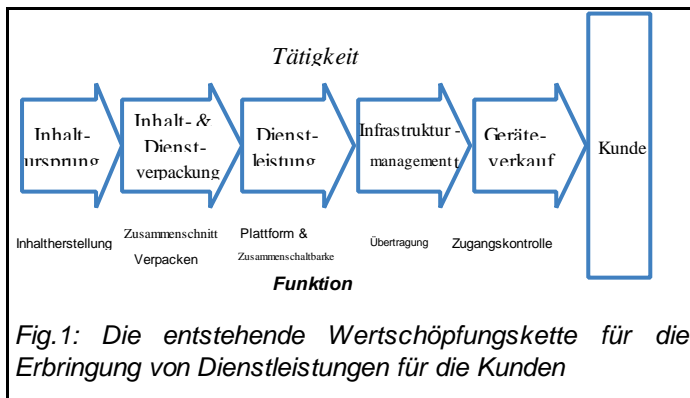 Tätigkeit
Inhalt-
ursprung
Inhalt- &
Dienst-
verpackung
Dienst-
leistung
Infrastruktur -
management
Geräte-
verkauf
Kunde
Inhaltherstellung
Zusammenschnitt
Verpacken
Plattform &
Zusammenschaltbarke
Übertragung
Zugangskontrolle
Funktion
Fig.1: Die entstehende Wertschöpfungskette für die
Erbringung von Dienstleistungen für die Kunden